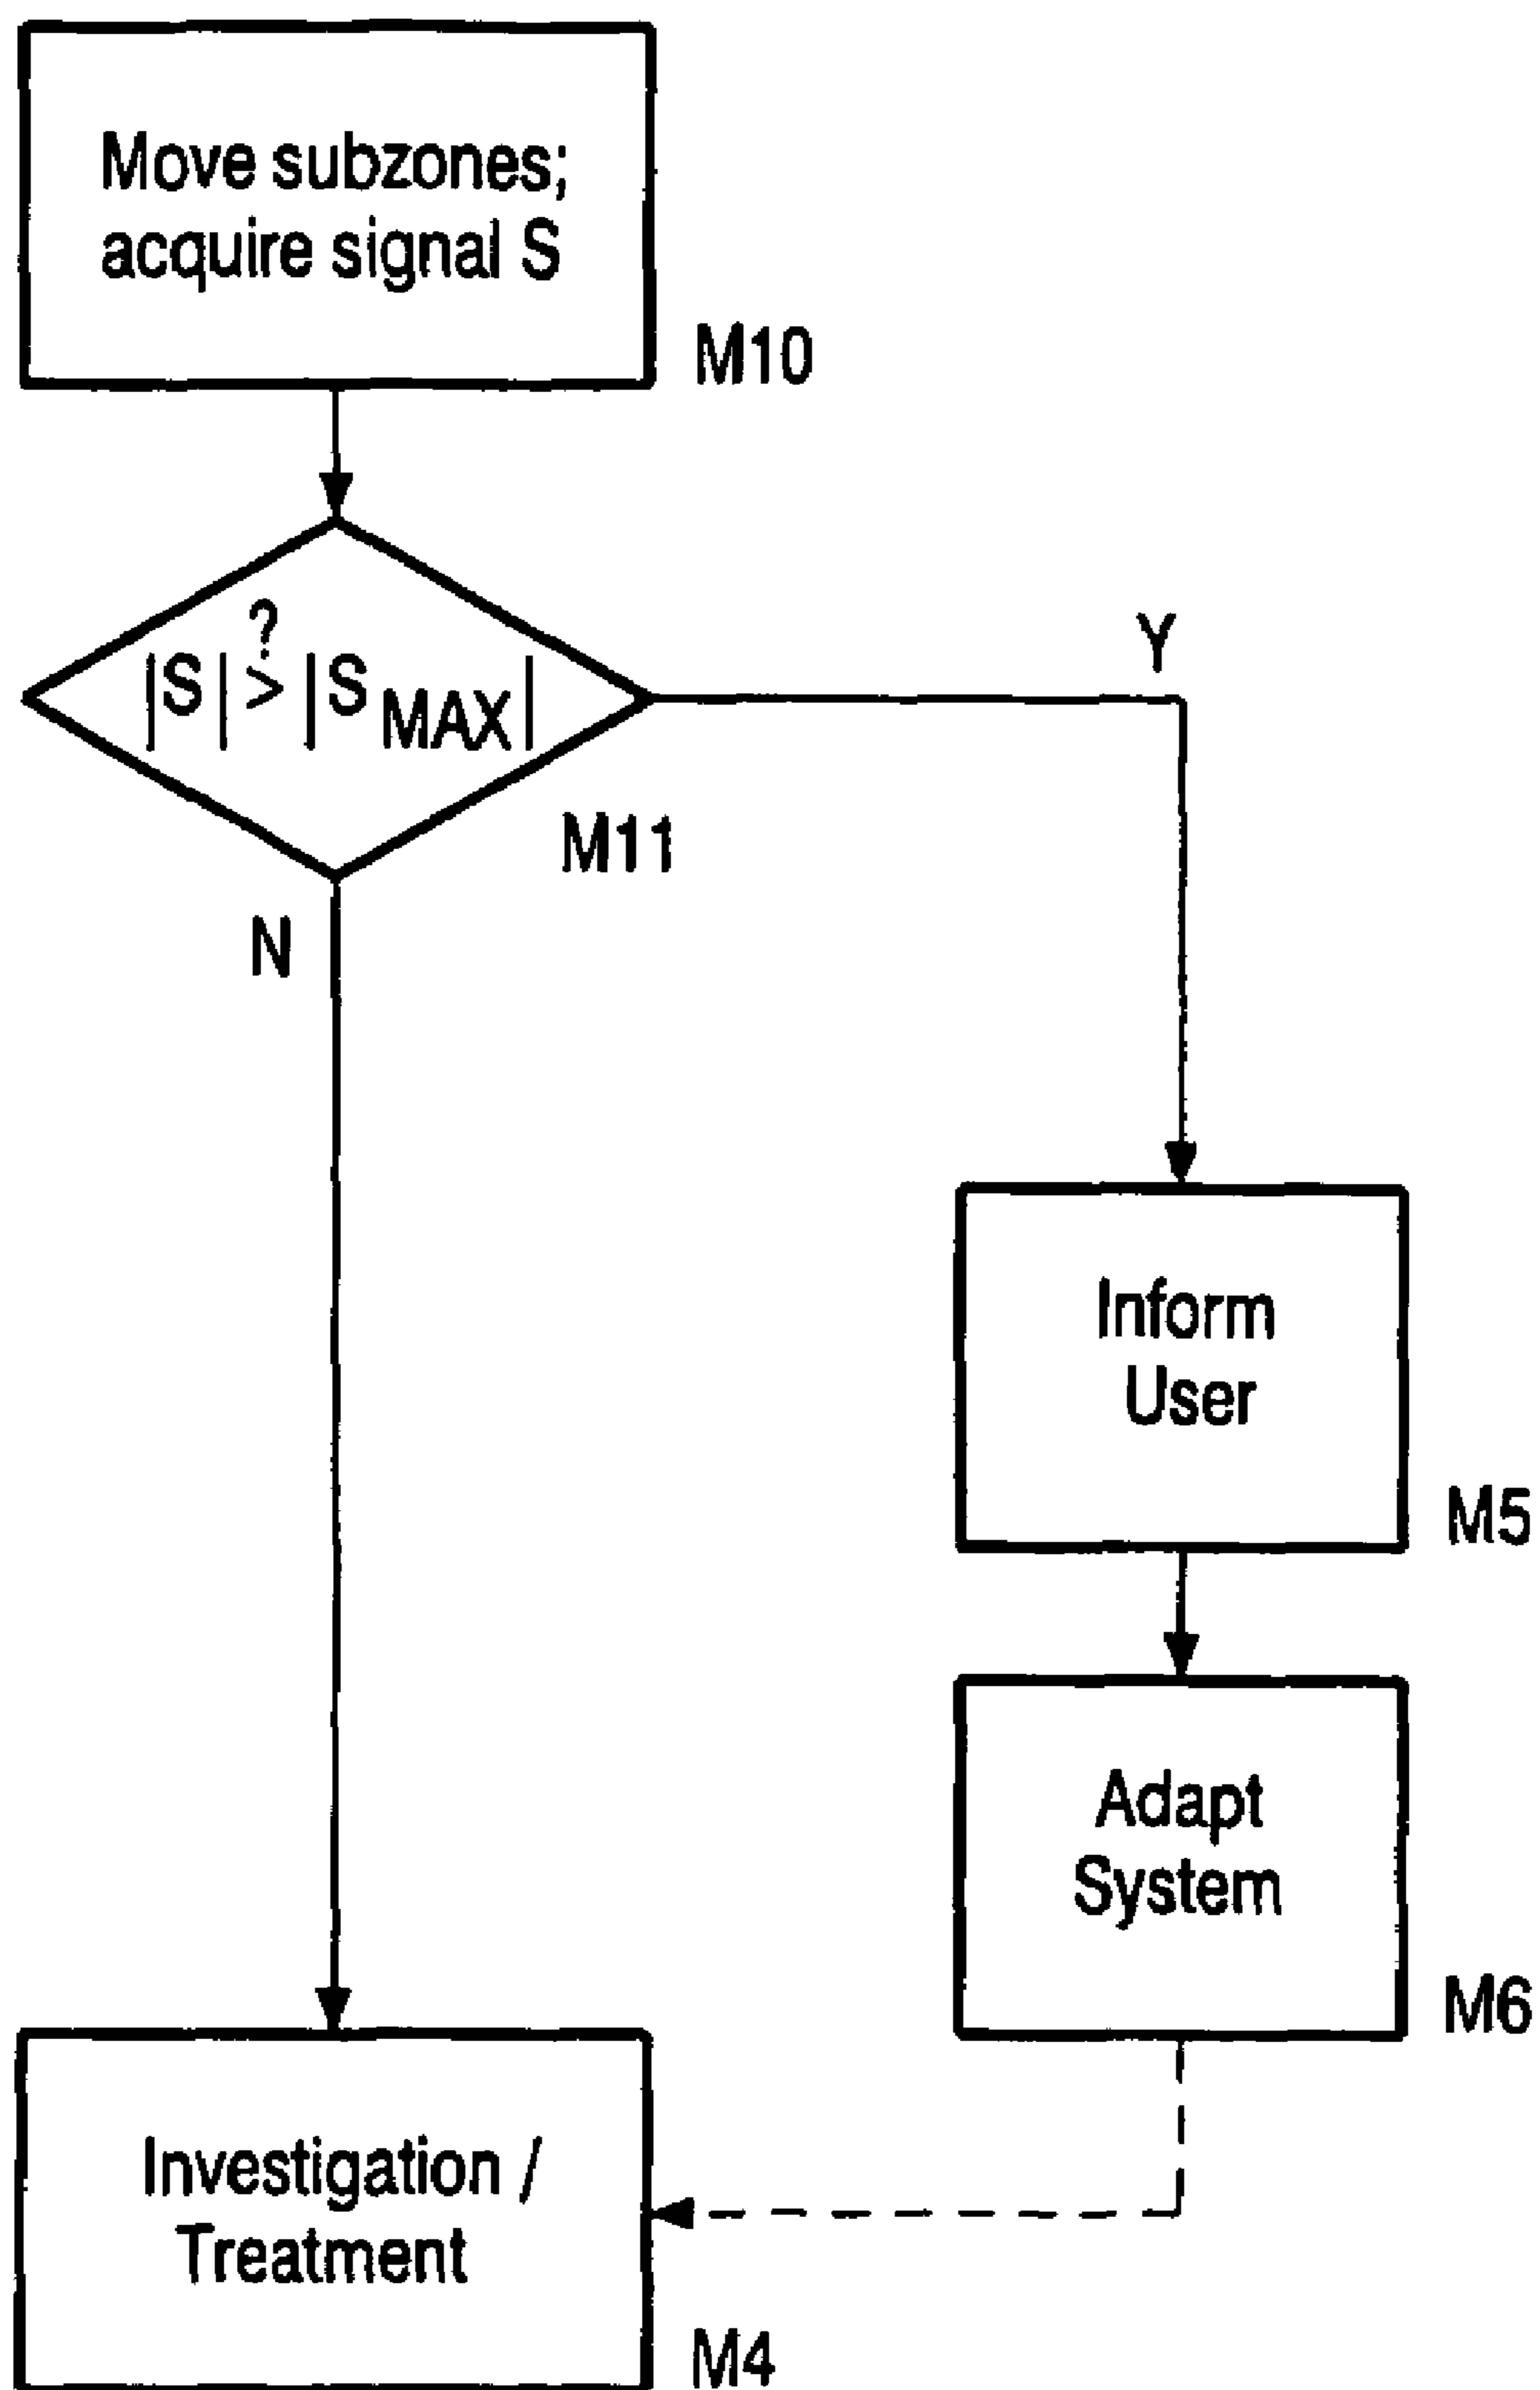 Move subzones;
acquire signal S
M10
?
|S| > |S MAX|
Y
M11
N
Inform
User
M5
Adapt
System
M6
Investigation /
Treatment
M4